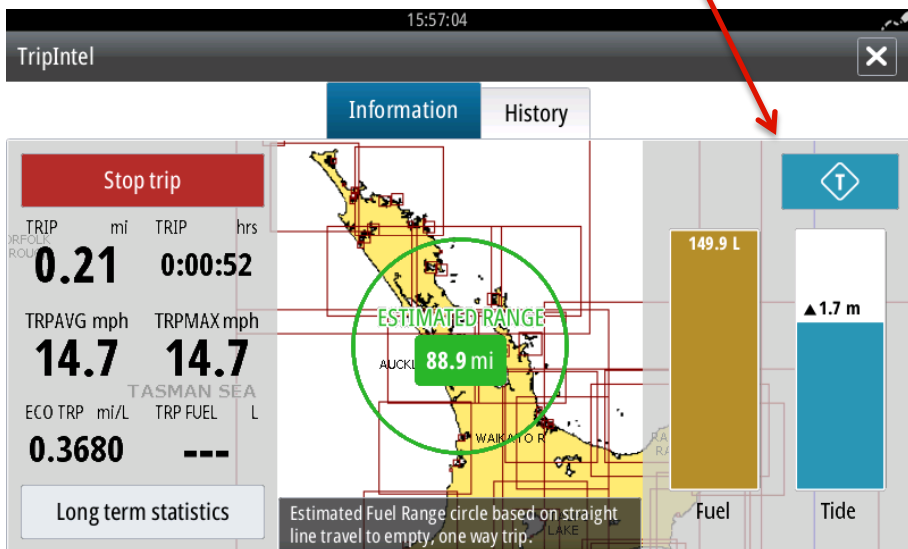 15:57:04
TripIntel
Information
History
Stop trip
TRIP mi
0.21
TRIP hrs
0:00:52
TRPAVG mph
14.7
TRPMAX mph
14.7
ECO TRP mi/L
0.3680
TRP FUEL L
---
Long term statistics
TASMAN SEA
ESTIMATED RANGE
88.9 mi
WAIKATO R
LAKE
Estimated Fuel Range circle based on straight
line travel to empty, one way trip.
T
149.9 L
Fuel
▲1.7 m
Tide